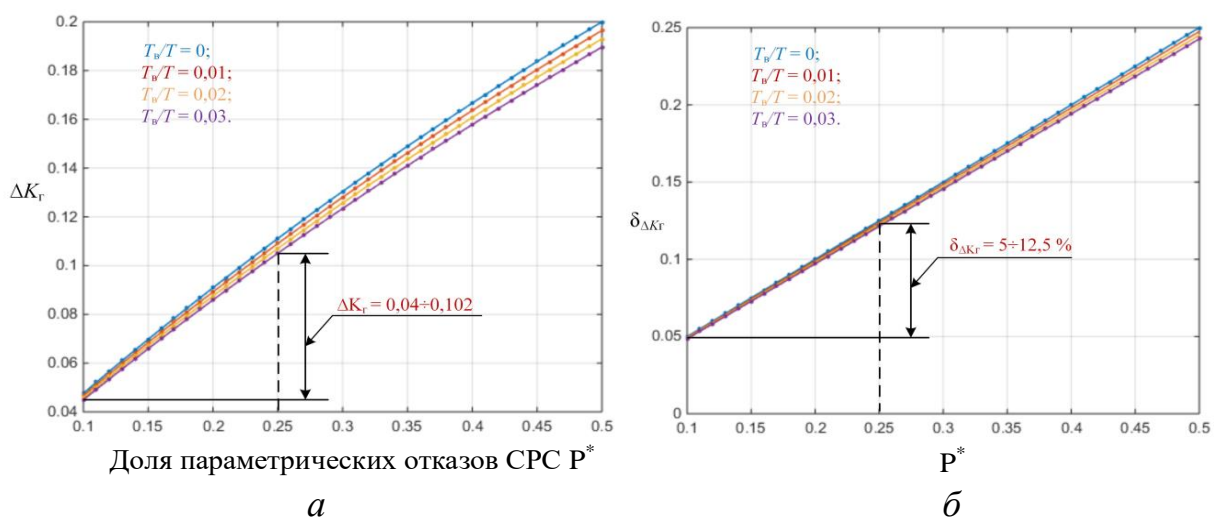 0.2
0.18
0.16
0.14
0.12
0.1
0.08
0.06
0.04
ΔKг
Tв/T = 0;
Tв/T = 0,01;
Tв/T = 0,02;
Tв/T = 0,03.
ΔKг = 0,04÷0,102
0.1 0.15 0.2 0.25 0.3 0.35 0.4 0.45 0.5
Доля параметрических отказов СРС P*
а
0.25
0.2
0.15
0.1
0.05
0
δΔKг
Tв/T = 0;
Tв/T = 0,01;
Tв/T = 0,02;
Tв/T = 0,03.
δΔKг = 5÷12,5 %
0.1 0.15 0.2 0.25 0.3 0.35 0.4 0.45 0.5
P*
б